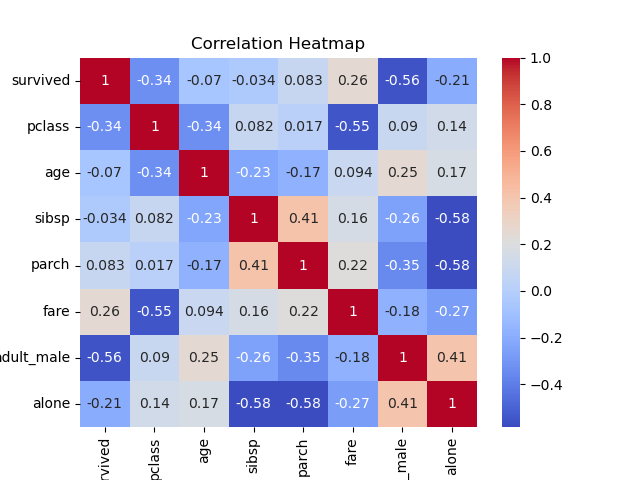 Correlation Heatmap
survived 1 -0.34 -0.07 -0.034 0.083 0.26 -0.56 -0.21
pclass -0.34 1 -0.34 0.082 0.017 -0.55 0.09 0.14
age -0.07 -0.34 1 -0.23 -0.17 0.094 0.25 0.17
sibsp -0.034 0.082 -0.23 1 0.41 0.16 -0.26 -0.58
parch 0.083 0.017 -0.17 0.41 1 0.22 -0.35 -0.58
fare 0.26 -0.55 0.094 0.16 0.22 1 -0.18 -0.27
dult_male -0.56 0.09 0.25 -0.26 -0.35 -0.18 1 0.41
alone -0.21 0.14 0.17 -0.58 -0.58 -0.27 0.41 1
rvived pclass age sibsp parch fare _male alone
1.0
0.8
0.6
0.4
0.2
0.0
−0.2
−0.4